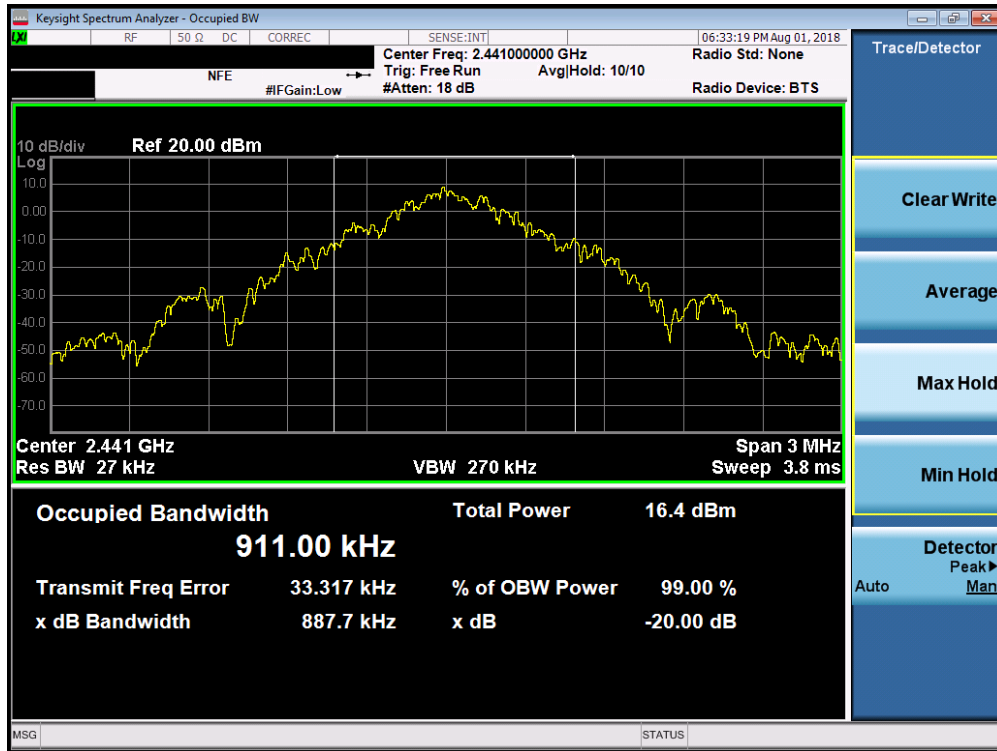 Keysight Spectrum Analyzer - Occupied BW
LXI RF 50 Ω DC CORREC SENSE:INT 06:33:19 PM Aug 01, 2018
Center Freq: 2.441000000 GHz Radio Std: None
NFE Trig: Free Run Avg|Hold: 10/10
#IFGain:Low #Atten: 18 dB Radio Device: BTS
10 dB/div Ref 20.00 dBm
Log
10.0
0.00
-10.0
-20.0
-30.0
-40.0
-50.0
-60.0
-70.0
Center 2.441 GHz Span 3 MHz
Res BW 27 kHz VBW 270 kHz Sweep 3.8 ms
Occupied Bandwidth Total Power 16.4 dBm
911.00 kHz
Transmit Freq Error 33.317 kHz % of OBW Power 99.00 %
x dB Bandwidth 887.7 kHz x dB -20.00 dB
MSG STATUS
Trace/Detector
Clear Write
Average
Max Hold
Min Hold
Detector
Peak▶
Auto Man